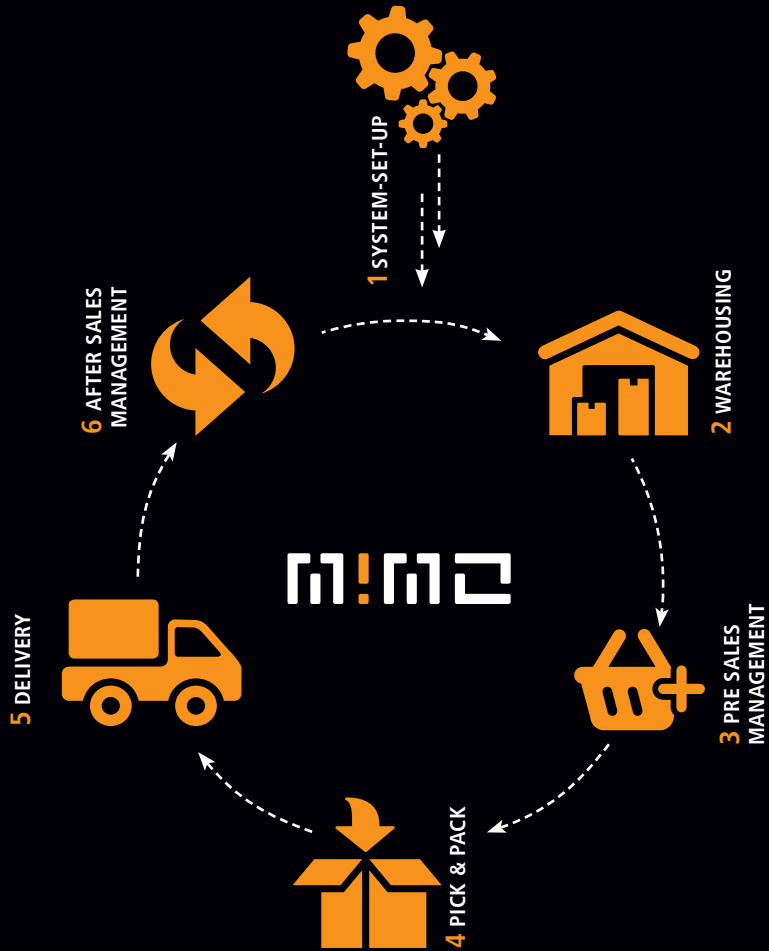 1 SYSTEM-SET-UP
2 WAREHOUSING
3 PRE SALES
MANAGEMENT
4 PICK & PACK
5 DELIVERY
6 AFTER SALES
MANAGEMENT
M!MO